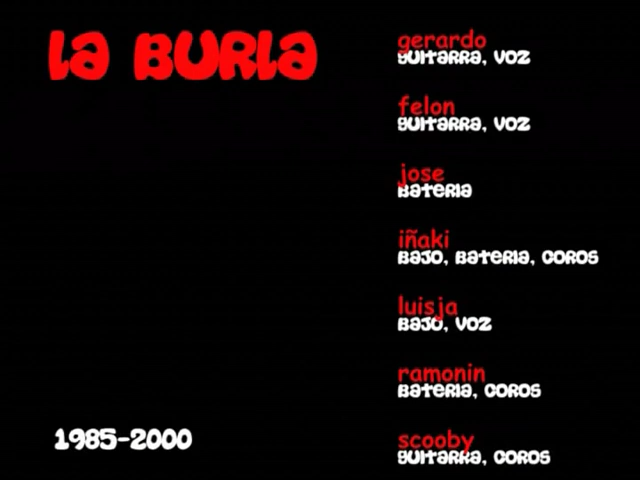 La BURLa
gerardo
guitarra, voz
felon
guitarra, voz
jose
bateria
iñaki
bajo, bateria, coros
luisja
bajo, voz
ramonin
bateria, coros
scooby
guitarra, coros
1985-2000